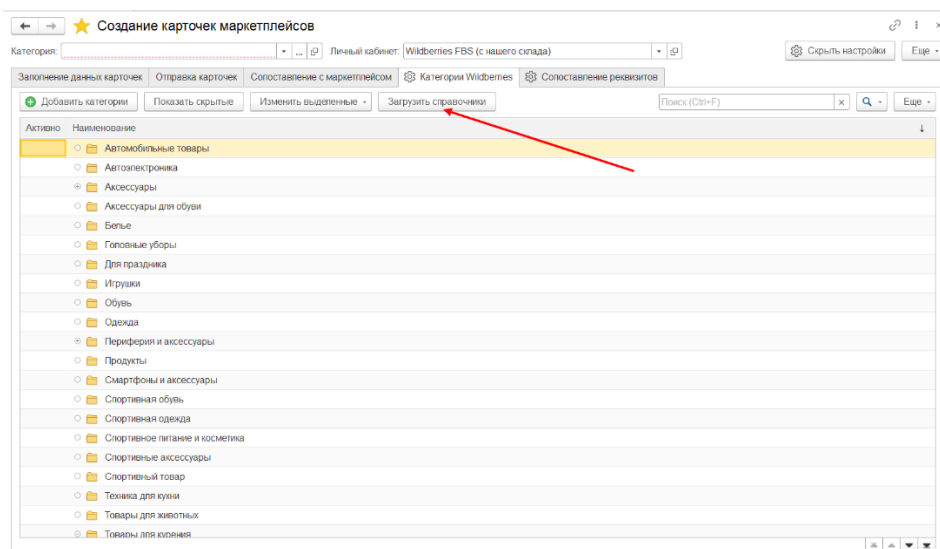 Создание карточек маркетплейсов
Категория: Личный кабинет: Wildberries FBS (с нашего склада) Скрыть настройки Еще
Заполнение данных карточек Отправка карточек Сопоставление с маркетплейсом Категории Wildberries Сопоставление реквизитов
Добавить категории Показать скрытые Изменить выделенные Загрузить справочники Поиск (Ctrl+F) Еще
Активно Наименование
Автомобильные товары
Автоэлектроника
Аксессуары
Аксессуары для обуви
Белье
Головные уборы
Для праздника
Игрушки
Обувь
Одежда
Периферия и аксессуары
Продукты
Смартфоны и аксессуары
Спортивная обувь
Спортивная одежда
Спортивное питание и косметика
Спортивные аксессуары
Спортивный товар
Техника для кухни
Товары для животных
Товары для курения